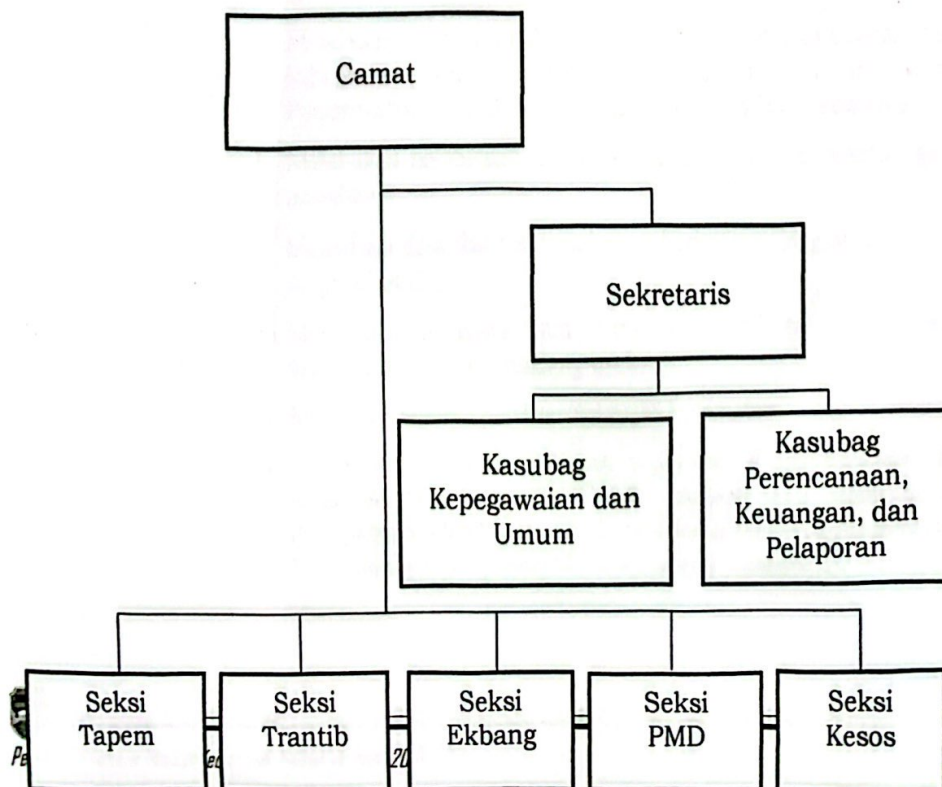 Camat
Sekretaris
Kasubag
Kepegawaian dan
Umum
Kasubag
Perencanaan,
Keuangan, dan
Pelaporan
Seksi
Tapem
Seksi
Trantib
Seksi
Ekbang
Seksi
PMD
Seksi
Kesos